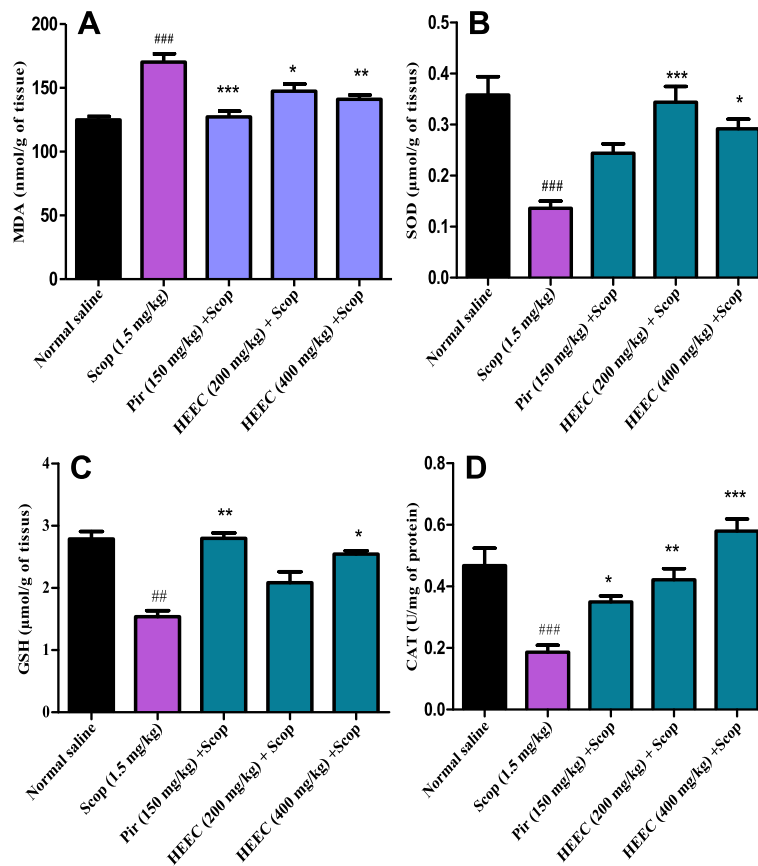 A
MDA (nmol/g of tissue)
200
150
100
50
0
###
***
*
**
Normal saline
Scop (1.5 mg/kg)
Pir (150 mg/kg) +Scop
HEEC (200 mg/kg) + Scop
HEEC (400 mg/kg) +Scop
B
SOD (µmol/g of tissus)
0.4
0.3
0.2
0.1
0.0
###
***
*
Normal saline
Scop (1.5 mg/kg)
Pir (150 mg/kg) +Scop
HEEC (200 mg/kg) + Scop
HEEC (400 mg/kg) +Scop
C
GSH (µmol/g of tissus)
4
3
2
1
0
##
**
*
Normal saline
Scop (1.5 mg/kg)
Pir (150 mg/kg) +Scop
HEEC (200 mg/kg) + Scop
HEEC (400 mg/kg) +Scop
D
CAT (U/mg of protein)
0.8
0.6
0.4
0.2
0.0
###
*
**
***
Normal saline
Scop (1.5 mg/kg)
Pir (150 mg/kg) +Scop
HEEC (200 mg/kg) + Scop
HEEC (400 mg/kg) +Scop